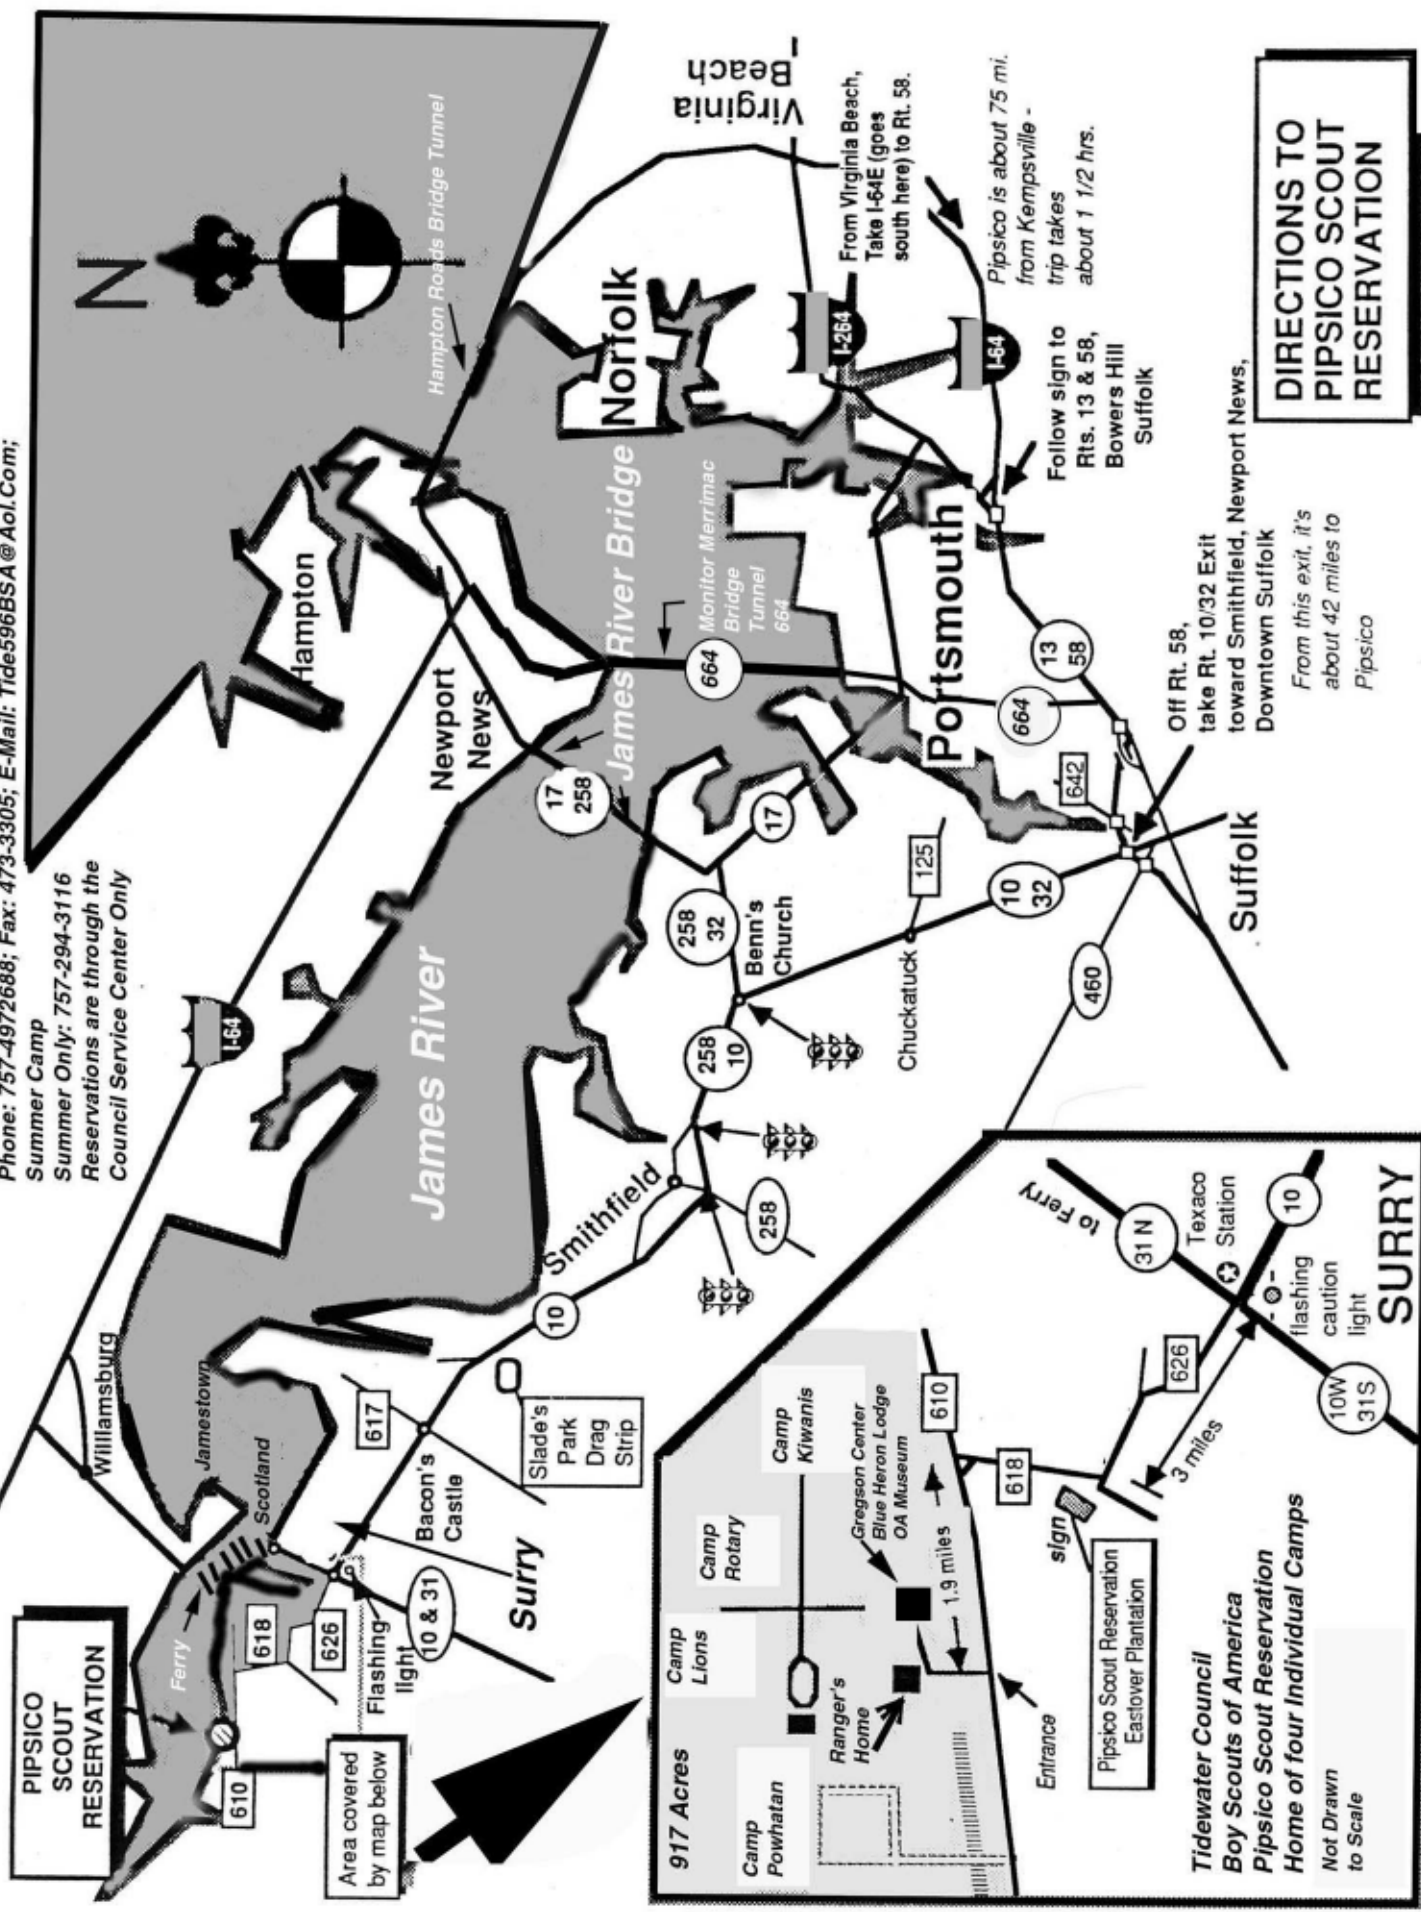 Phone: 757-4972688; Fax: 473-3305; E-Mail: Tide596BSA@Aol.Com;
Summer Camp
Summer Only: 757-294-3116
Reservations are through the
Council Service Center Only
N
Hampton Roads Bridge Tunnel
PIPSICO
SCOUT
RESERVATION
Ferry
Williamsburg
Jamestown
Scotland
I-64
James River
Hampton
Newport
News
17
258
James River Bridge
664
Monitor Merrimac
Bridge
Tunnel
664
Norfolk
Virginia
Beach
From Virginia Beach,
Take I-64E (goes
south here) to Rt. 58.
I-264
I-64
Pipsico is about 75 mi.
from Kempsville -
trip takes
about 1 1/2 hrs.
Follow sign to
Rts. 13 & 58,
Bowers Hill
Suffolk
Portsmouth
13
58
664
642
17
258
32
Benn's
Church
125
10
32
Chuckatuck
258
10
Smithfield
258
10
460
Suffolk
Off Rt. 58,
take Rt. 10/32 Exit
toward Smithfield, Newport News,
Downtown Suffolk
From this exit, it's
about 42 miles to
Pipsico
DIRECTIONS TO
PIPSICO SCOUT
RESERVATION
617
Slade's
Park
Drag
Strip
Bacon's
Castle
Surry
10 & 31
Flashing
light
618
626
610
Area covered
by map below
917 Acres
Camp
Lions
Camp
Rotary
Camp
Kiwanis
Camp
Powhatan
Ranger's
Home
Gregson Center
Blue Heron Lodge
OA Museum
1.9 miles
610
Entrance
618
sign
Pipsico Scout Reservation
Eastover Plantation
626
3 miles
to Ferry
31 N
Texaco
Station
10
flashing
caution
light
10W
31S
SURRY
Tidewater Council
Boy Scouts of America
Pipsico Scout Reservation
Home of four Individual Camps
Not Drawn
to Scale